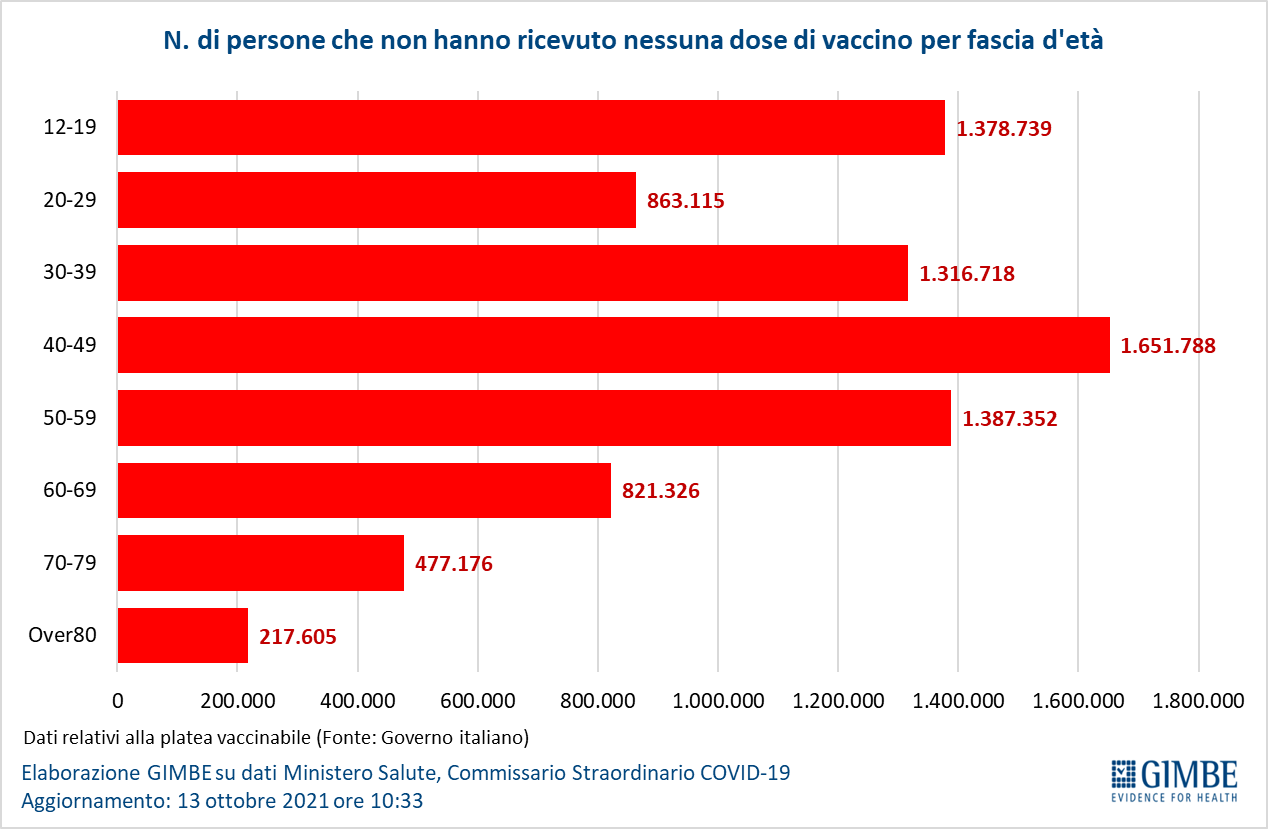 N. di persone che non hanno ricevuto nessuna dose di vaccino per fascia d'età
12-19 1.378.739
20-29 863.115
30-39 1.316.718
40-49 1.651.788
50-59 1.387.352
60-69 821.326
70-79 477.176
Over80 217.605
0 200.000 400.000 600.000 800.000 1.000.000 1.200.000 1.400.000 1.600.000 1.800.000
Dati relativi alla platea vaccinabile (Fonte: Governo italiano)
Elaborazione GIMBE su dati Ministero Salute, Commissario Straordinario COVID-19
Aggiornamento: 13 ottobre 2021 ore 10:33
GIMBE
EVIDENCE FOR HEALTH